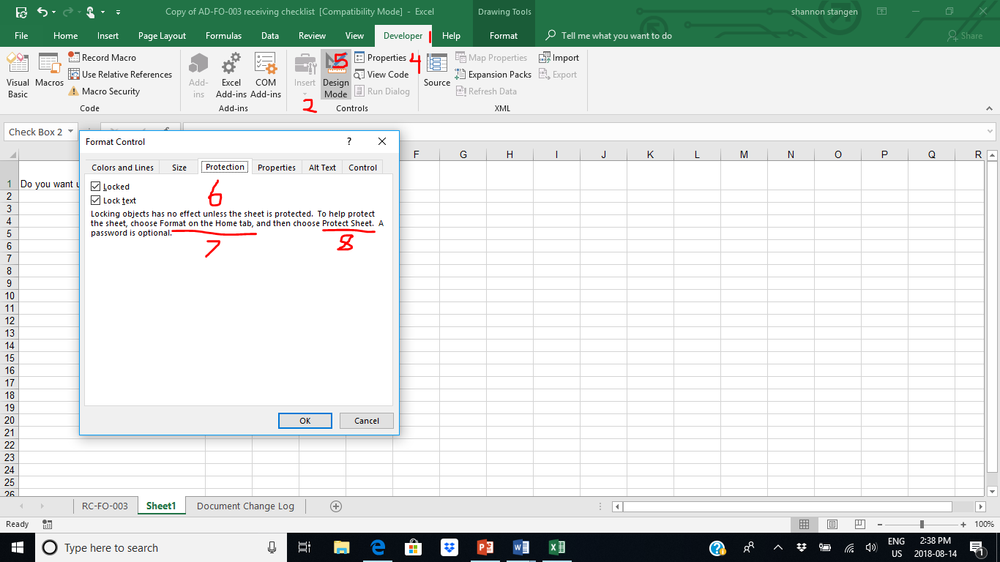 Copy of AD-FO-003 receiving checklist [Compatibility Mode] - Excel
Drawing Tools
shannon stangen
File Home Insert Page Layout Formulas Data Review View Developer 1 Help Format Tell me what you want to do Share
Visual Basic
Macros
Record Macro
Use Relative References
Macro Security
Code
Add-ins
Excel Add-ins
COM Add-ins
Add-ins
Insert
2
Design Mode
5
Properties 4
View Code
Run Dialog
Controls
Source
Map Properties
Expansion Packs
Refresh Data
Import
Export
XML
Check Box 2
Format Control
?
Colors and Lines Size Protection Properties Alt Text Control
Locked
Lock text
6
Locking objects has no effect unless the sheet is protected. To help protect
the sheet, choose Format on the Home tab, and then choose Protect Sheet. A
password is optional.
7 8
OK Cancel
F G H I J K L M N O P Q R
1 Do you want u
2
3
4
5
6
7
8
9
10
11
12
13
14
15
16
17
18
19
20
21
22
23
24
25
26
RC-FO-003 Sheet1 Document Change Log
Ready
100%
Type here to search
ENG
US
2:38 PM
2018-08-14
1